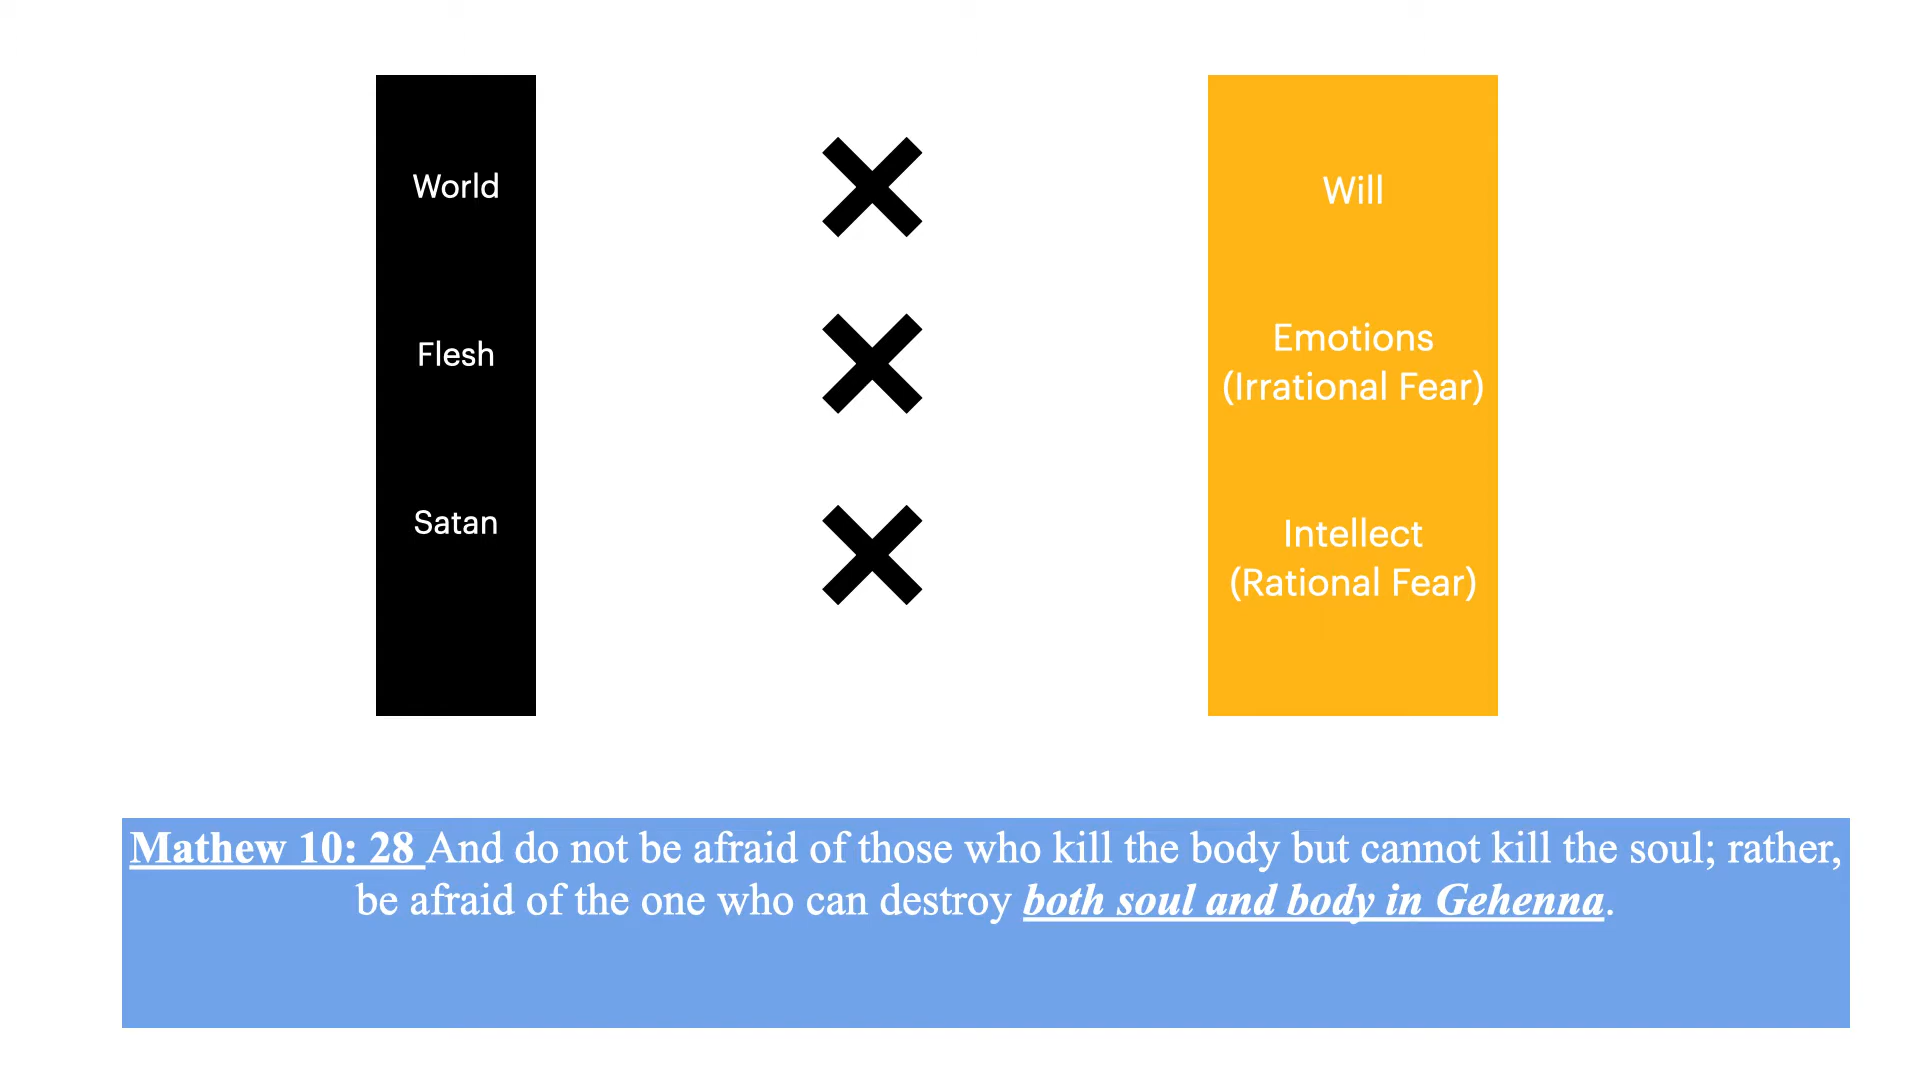 World
Flesh
Satan
Will
Emotions
(Irrational Fear)
Intellect
(Rational Fear)
Mathew 10: 28 And do not be afraid of those who kill the body but cannot kill the soul; rather,
be afraid of the one who can destroy both soul and body in Gehenna.